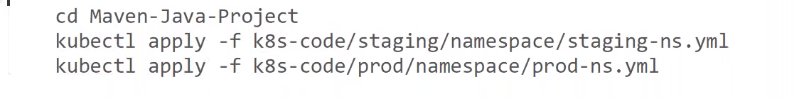 cd Maven-Java-Project
kubectl apply -f k8s-code/staging/namespace/staging-ns.yml
kubectl apply -f k8s-code/prod/namespace/prod-ns.yml